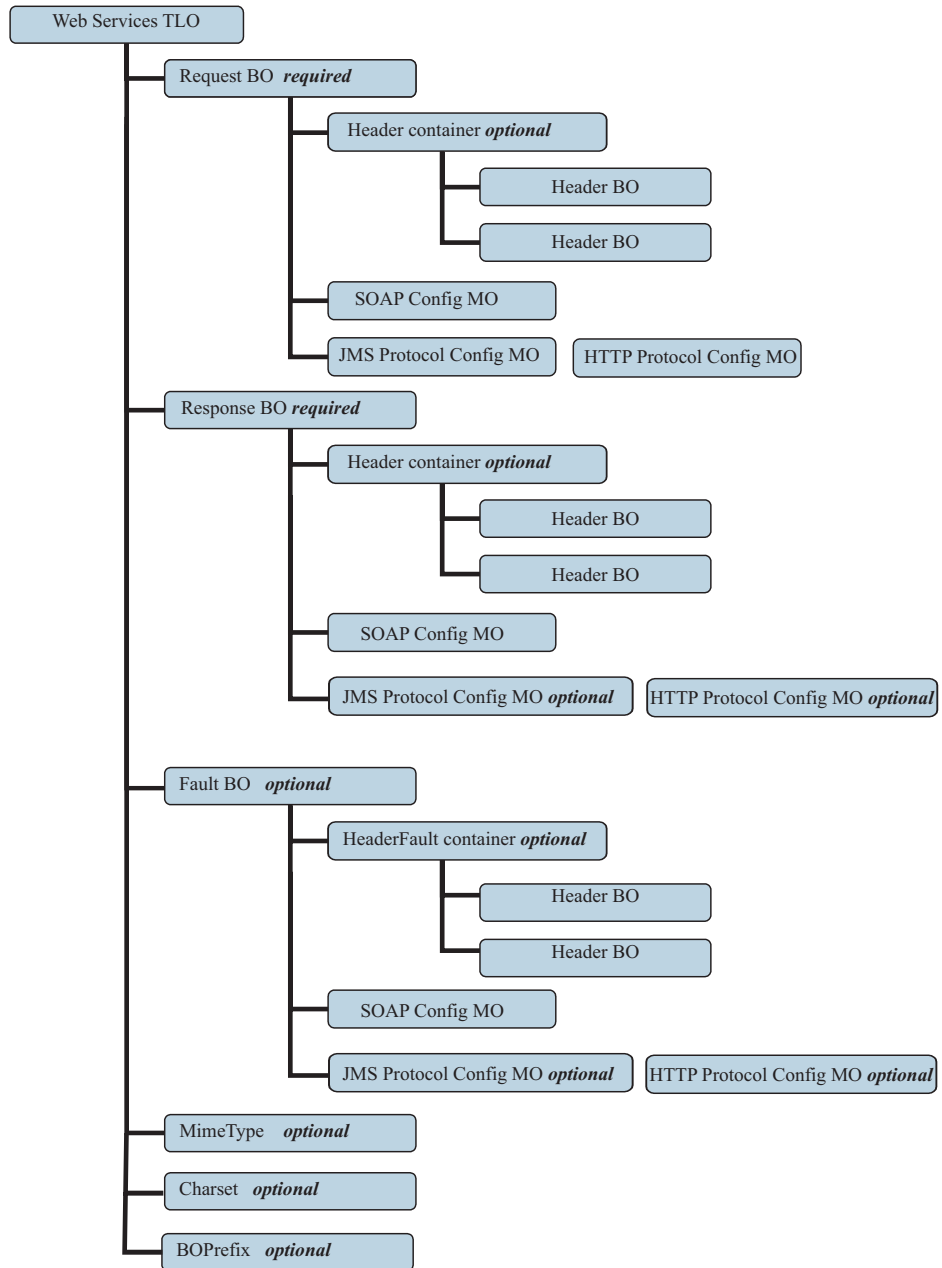 Web Services TLO
Request BO required
Header container optional
Header BO
Header BO
SOAP Config MO
JMS Protocol Config MO
HTTP Protocol Config MO
Response BO required
Header container optional
Header BO
Header BO
SOAP Config MO
JMS Protocol Config MO optional
HTTP Protocol Config MO optional
Fault BO optional
HeaderFault container optional
Header BO
Header BO
SOAP Config MO
JMS Protocol Config MO optional
HTTP Protocol Config MO optional
MimeType optional
Charset optional
BOPrefix optional